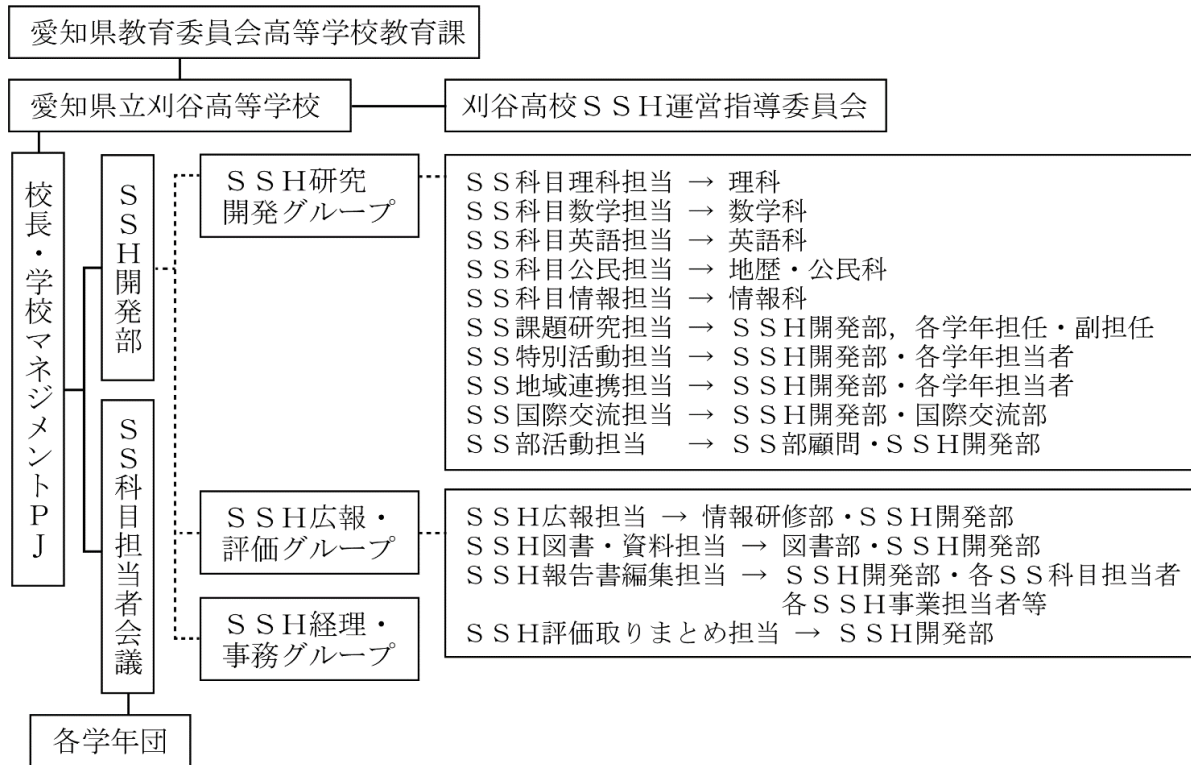 愛知県教育委員会高等学校教育課
愛知県立刈谷高等学校
刈谷高校ＳＳＨ運営指導委員会
校長・学校マネジメントＰＪ
ＳＳＨ開発部
ＳＳ科目担当者会議
各学年団
ＳＳＨ研究
開発グループ
ＳＳ科目理科担当 → 理科
ＳＳ科目数学担当 → 数学科
ＳＳ科目英語担当 → 英語科
ＳＳ科目公民担当 → 地歴・公民科
ＳＳ科目情報担当 → 情報科
ＳＳ課題研究担当 → ＳＳＨ開発部，各学年担任・副担任
ＳＳ特別活動担当 → ＳＳＨ開発部・各学年担当者
ＳＳ地域連携担当 → ＳＳＨ開発部・各学年担当者
ＳＳ国際交流担当 → ＳＳＨ開発部・国際交流部
ＳＳ部活動担当 → ＳＳ部顧問・ＳＳＨ開発部
ＳＳＨ広報・
評価グループ
ＳＳＨ広報担当 → 情報研修部・ＳＳＨ開発部
ＳＳＨ図書・資料担当 → 図書部・ＳＳＨ開発部
ＳＳＨ報告書編集担当 → ＳＳＨ開発部・各ＳＳ科目担当者
各ＳＳＨ事業担当者等
ＳＳＨ評価取りまとめ担当 → ＳＳＨ開発部
ＳＳＨ経理・
事務グループ